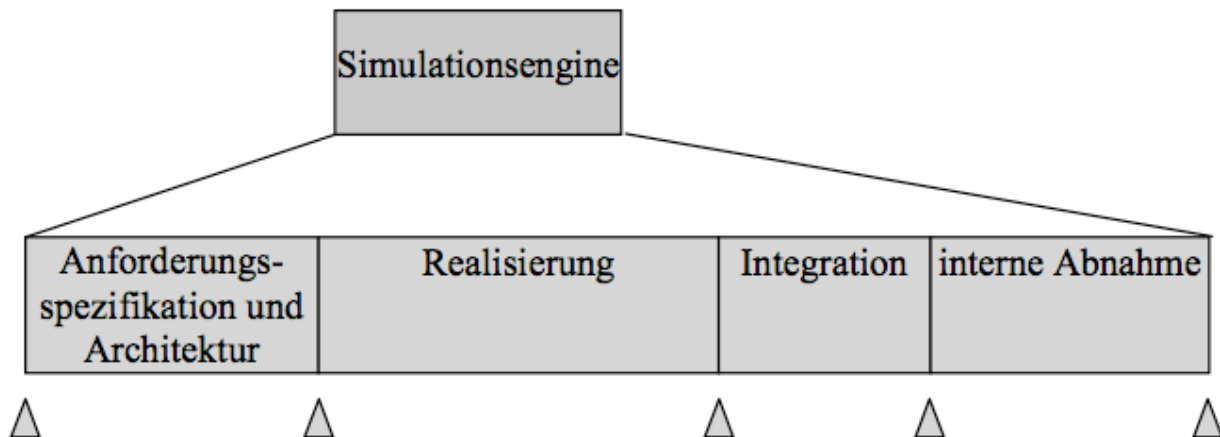 Simulationsengine
Anforderungs-
spezifikation und
Architektur
Realisierung
Integration
interne Abnahme